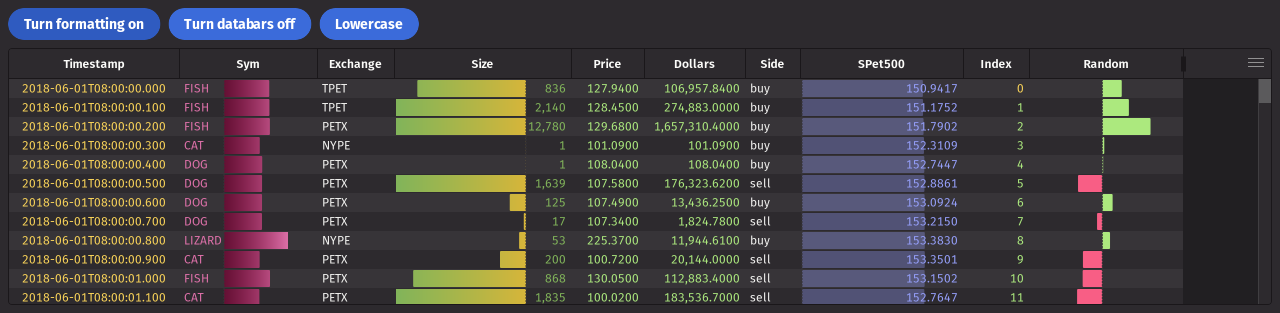 Turn formatting on Turn databars off Lowercase
Timestamp Sym Exchange Size Price Dollars Side SPet500 Index Random
2018-06-01T08:00:00.000 FISH TPET 836 127.9400 106,957.8400 buy 150.9417 0
2018-06-01T08:00:00.100 FISH TPET 2,140 128.4500 274,883.0000 buy 151.1752 1
2018-06-01T08:00:00.200 FISH PETX 12,780 129.6800 1,657,310.4000 buy 151.7902 2
2018-06-01T08:00:00.300 CAT NYPE 1 101.0900 101.0900 buy 152.3109 3
2018-06-01T08:00:00.400 DOG PETX 1 108.0400 108.0400 buy 152.7447 4
2018-06-01T08:00:00.500 DOG PETX 1,639 107.5800 176,323.6200 sell 152.8861 5
2018-06-01T08:00:00.600 DOG PETX 125 107.4900 13,436.2500 buy 153.0924 6
2018-06-01T08:00:00.700 DOG PETX 17 107.3400 1,824.7800 sell 153.2150 7
2018-06-01T08:00:00.800 LIZARD NYPE 53 225.3700 11,944.6100 buy 153.3830 8
2018-06-01T08:00:00.900 CAT PETX 200 100.7200 20,144.0000 sell 153.3501 9
2018-06-01T08:00:01.000 FISH PETX 868 130.0500 112,883.4000 sell 153.1502 10
2018-06-01T08:00:01.100 CAT PETX 1,835 100.0200 183,536.7000 sell 152.7647 11